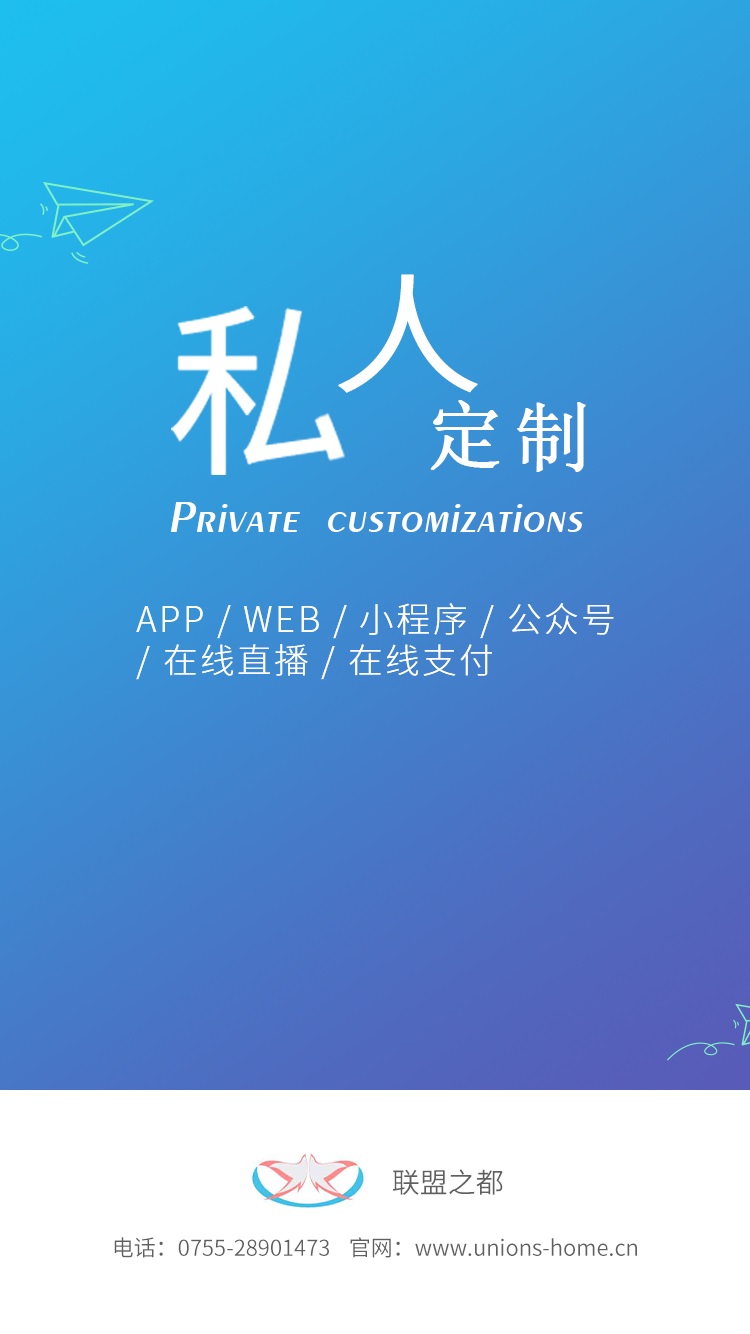 私人定制
Private customizations
APP / WEB / 小程序 / 公众号
/ 在线直播 / 在线支付
联盟之都
电话：0755-28901473 官网：www.unions-home.cn